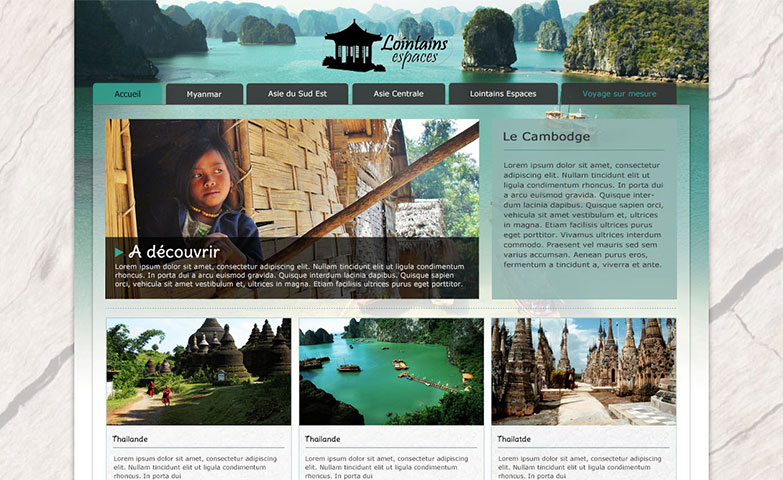 Lointains
espaces
Accueil
Myanmar
Asie du Sud Est
Asie Centrale
Lointains Espaces
Voyage sur mesure
A découvrir
Lorem ipsum dolor sit amet, consectetur adipiscing elit. Nullam tincidunt elit ut ligula condimentum
rhoncus. In porta dui a arcu euismod gravida. Quisque interdum lacinia dapibus. Quisque sapien
orci, vehicula sit amet vestibulum et, ultrices in magna. Etiam facilisis ultrices purus eget porttitor.
Le Cambodge
Lorem ipsum dolor sit amet, consectetur
adipiscing elit. Nullam tincidunt elit ut
ligula condimentum rhoncus. In porta dui
a arcu euismod gravida. Quisque inter-
dum lacinia dapibus. Quisque sapien orci,
vehicula sit amet vestibulum et, ultrices
in magna. Etiam facilisis ultrices purus
eget porttitor. Vivamus ultrices interdum
commodo. Praesent vel mauris sed sem
varius accumsan. Aenean purus eros,
fermentum a tincidunt a, viverra et ante.
Thailande
Lorem ipsum dolor sit amet, consectetur adipiscing
elit. Nullam tincidunt elit ut ligula condimentum
rhoncus. In porta dui
Thailande
Lorem ipsum dolor sit amet, consectetur adipiscing
elit. Nullam tincidunt elit ut ligula condimentum
rhoncus. In porta dui
Thailatde
Lorem ipsum dolor sit amet, consectetur adipiscing
elit. Nullam tincidunt elit ut ligula condimentum
rhoncus. In porta dui